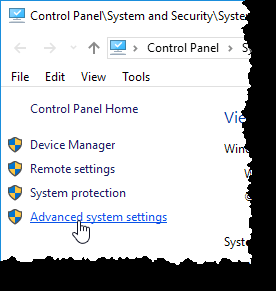 Control Panel\System and Security\System
Control Panel
File Edit View Tools
Control Panel Home
Device Manager
Remote settings
System protection
Advanced system settings